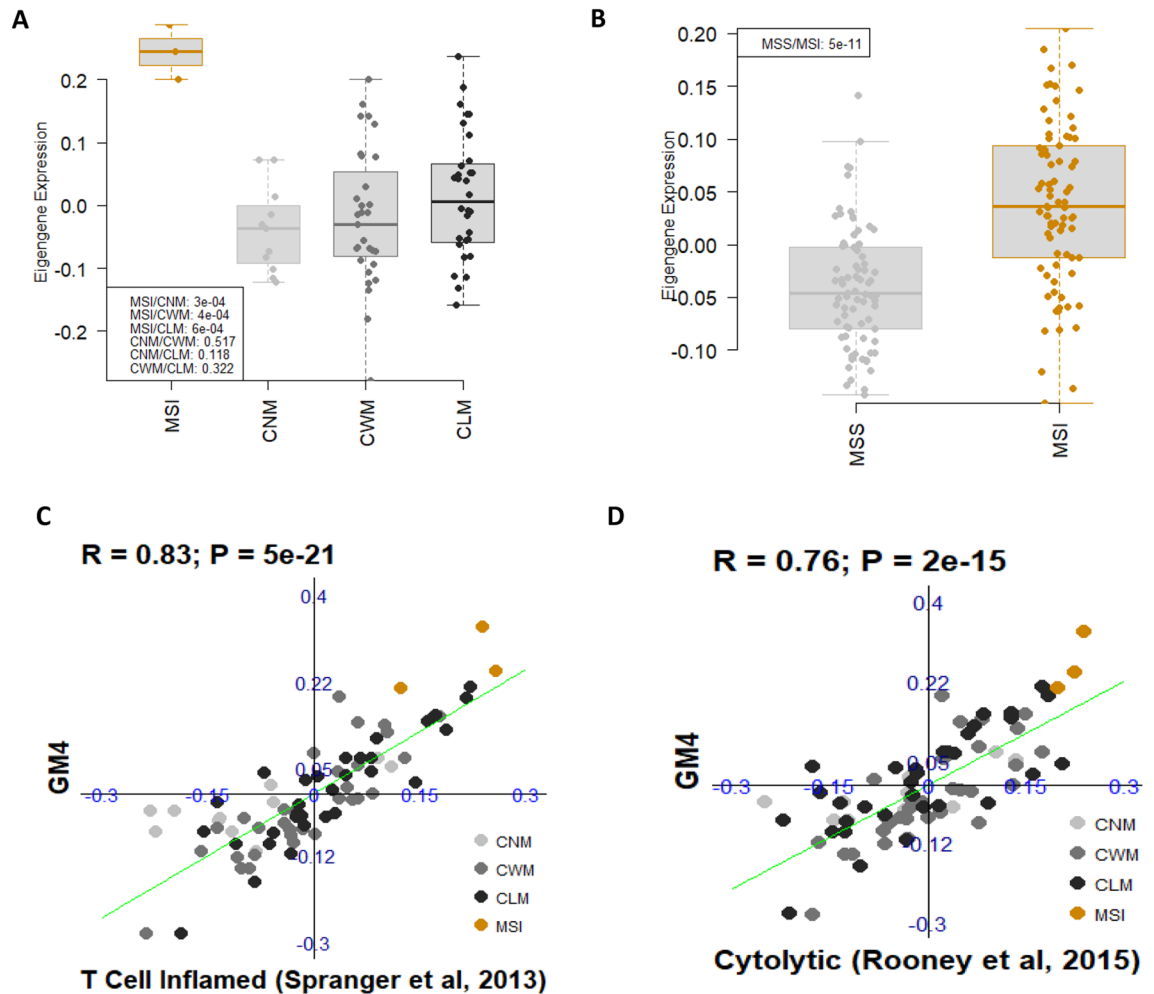 A
Eigengene Expression
0.2
0.1
0.0
-0.1
-0.2
MSI/CNM: 3e-04
MSI/CWM: 4e-04
MSI/CLM: 6e-04
CNM/CWM: 0.517
CNM/CLM: 0.118
CWM/CLM: 0.322
MSI
CNM
CWM
CLM
B
MSS/MSI: 5e-11
Eigengene Expression
0.20
0.15
0.10
0.05
0.00
-0.05
-0.10
MSS
MSI
C
R = 0.83; P = 5e-21
GM4
0.4
0.22
0.05
-0.12
-0.3
-0.3
-0.15
0
0.15
0.3
CNM
CWM
CLM
MSI
T Cell Inflamed (Spranger et al, 2013)
D
R = 0.76; P = 2e-15
GM4
0.4
0.22
0.05
-0.12
-0.3
-0.3
-0.15
0
0.15
0.3
CNM
CWM
CLM
MSI
Cytolytic (Rooney et al, 2015)